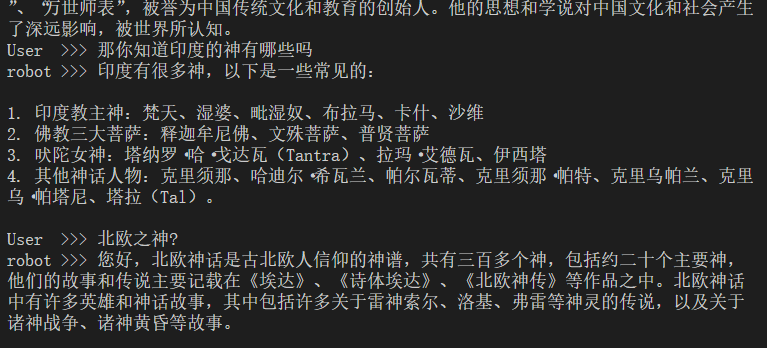 ”、“万世师表”，被誉为中国传统文化和教育的创始人。他的思想和学说对中国文化和社会产生
了深远影响，被世界所认知。
User  >>> 那你知道印度的神有哪些吗
robot >>> 印度有很多神，以下是一些常见的：
1. 印度教主神：梵天、湿婆、毗湿奴、布拉马、卡什、沙维
2. 佛教三大菩萨：释迦牟尼佛、文殊菩萨、普贤菩萨
3. 吠陀女神：塔纳罗·哈·戈达瓦（Tantra）、拉玛·艾德瓦、伊西塔
4. 其他神话人物：克里须那、哈迪尔·希瓦兰、帕尔瓦蒂、克里须那·帕特、克里乌帕兰、克里
乌·帕塔尼、塔拉（Tal）。
User  >>> 北欧之神?
robot >>> 您好，北欧神话是古北欧人信仰的神谱，共有三百多个神，包括约二十个主要神，
他们的故事和传说主要记载在《埃达》、《诗体埃达》、《北欧神传》等作品之中。北欧神话
中有许多英雄和神话故事，其中包括许多关于雷神索尔、洛基、弗雷等神灵的传说，以及关于
诸神战争、诸神黄昏等故事。